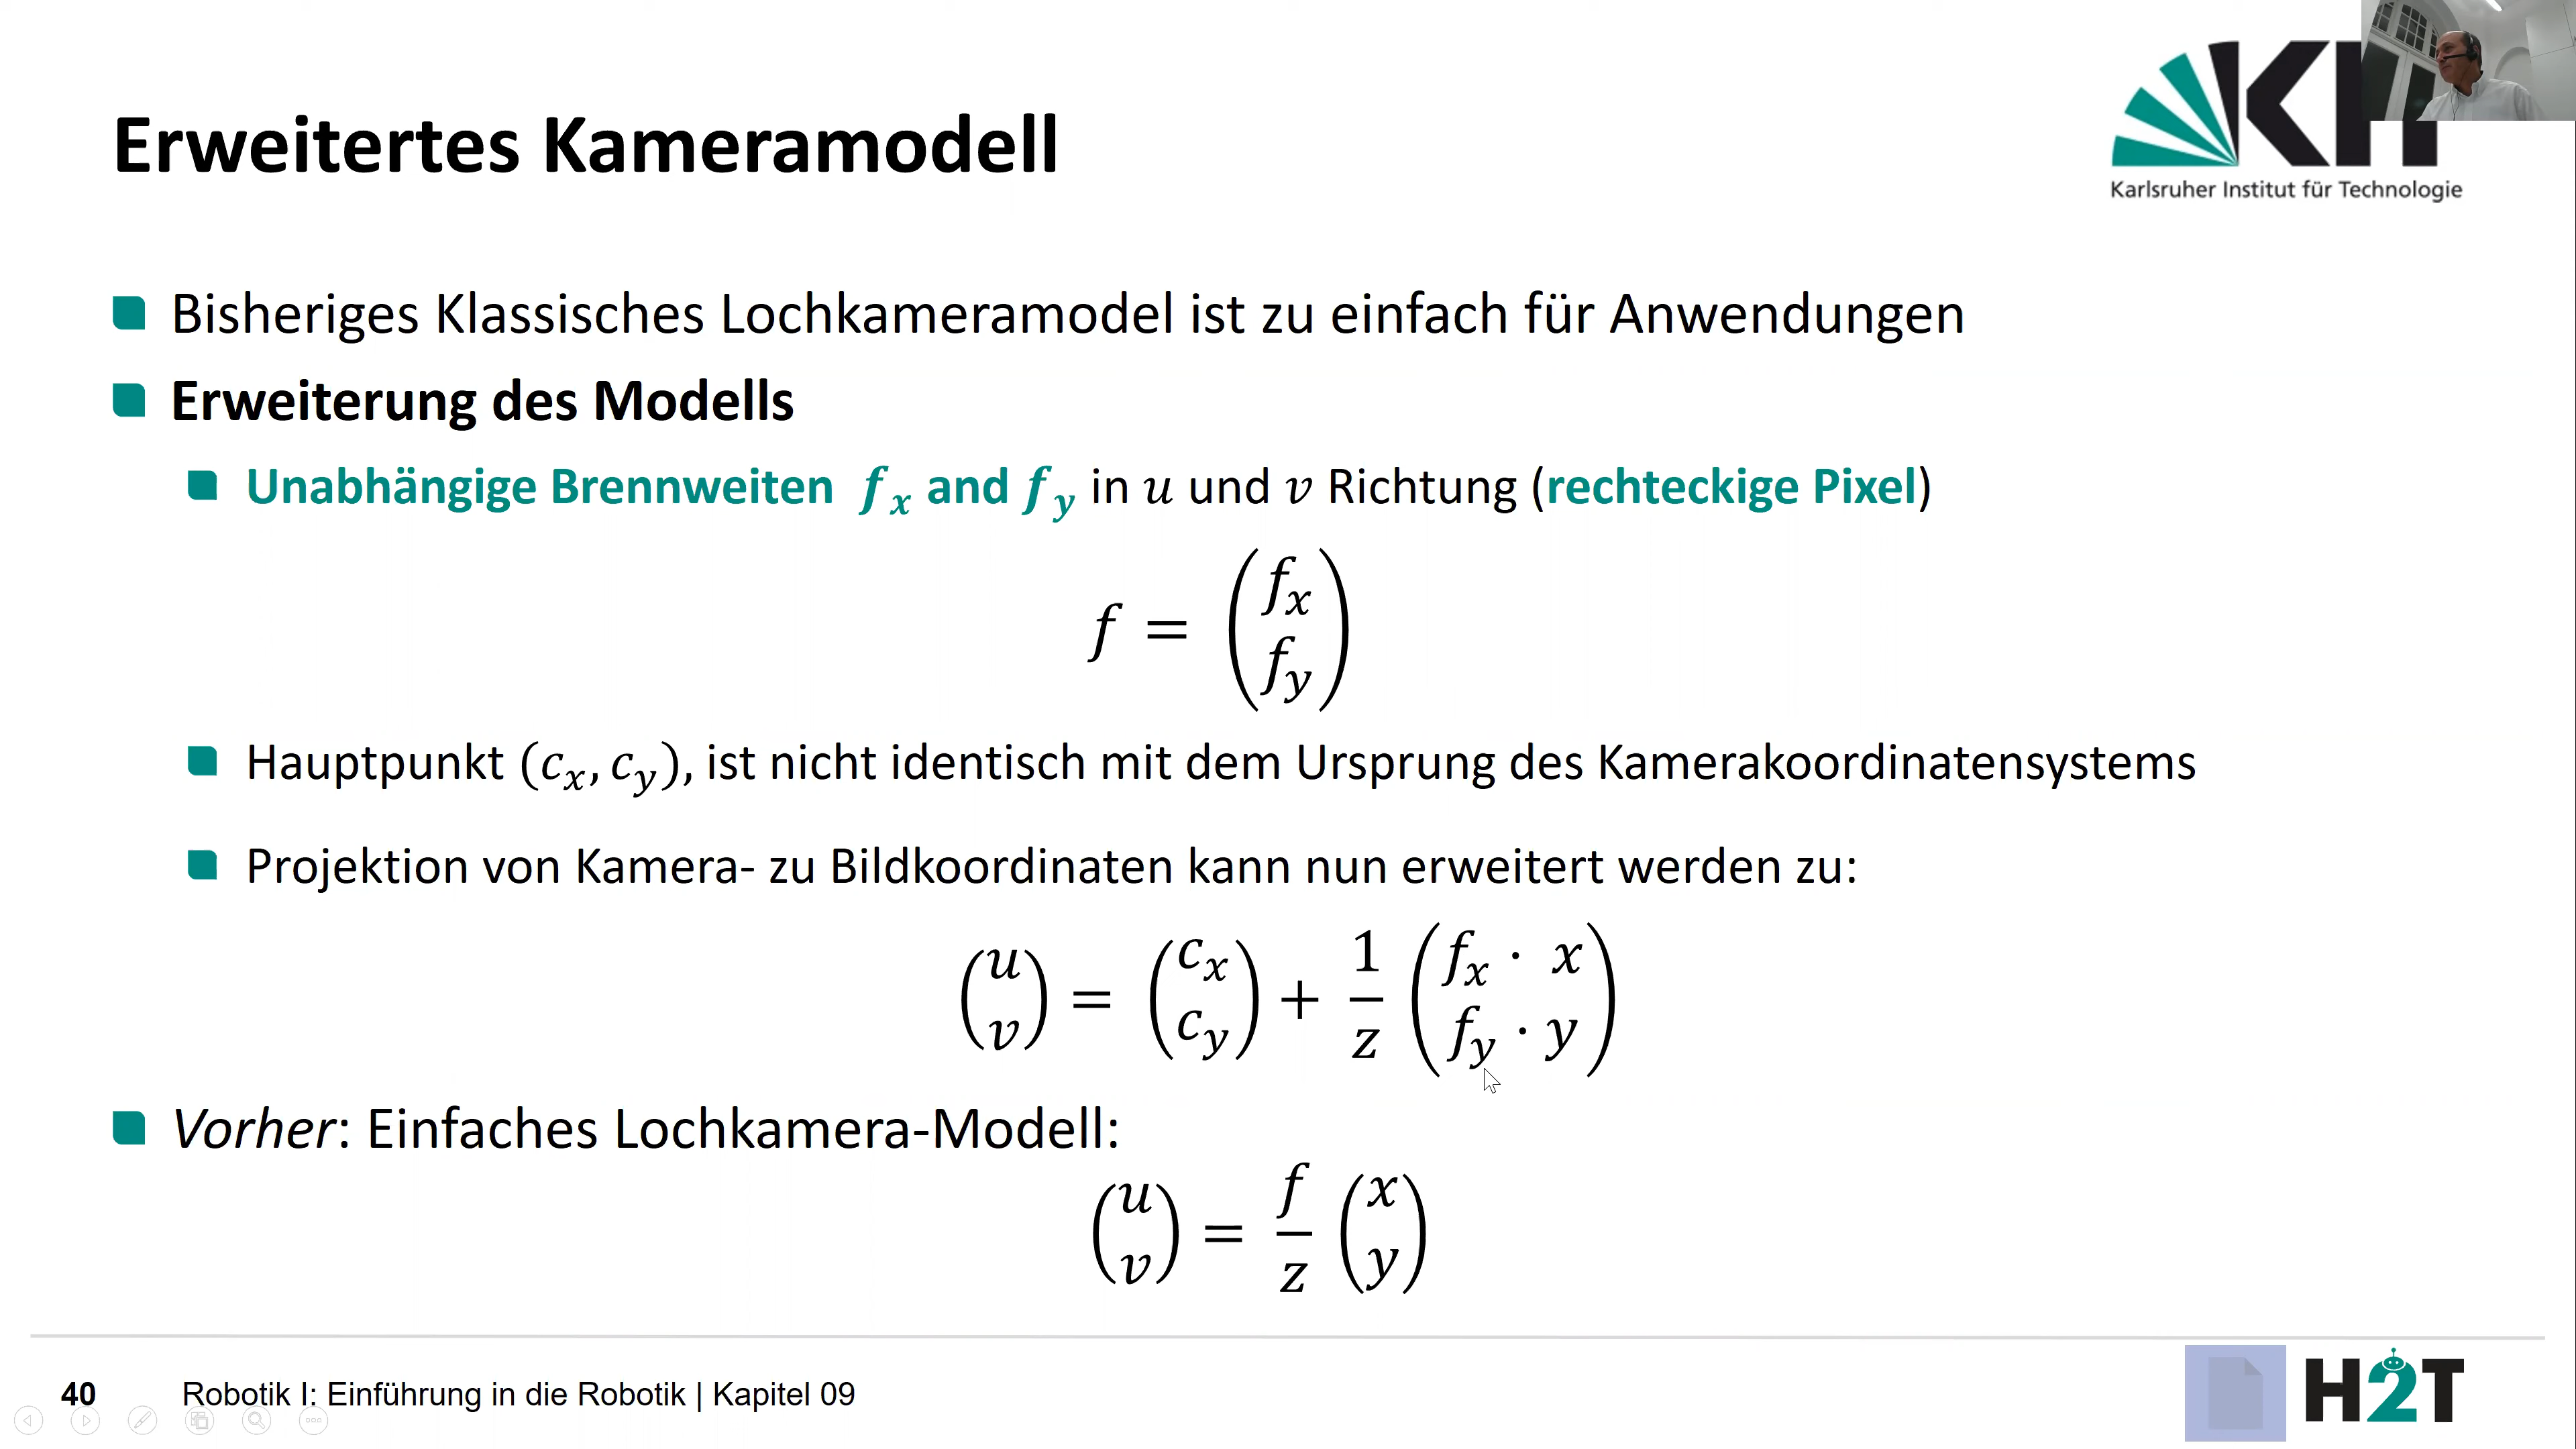 Erweitertes Kameramodell
KIT
Karlsruher Institut für Technologie
Bisheriges Klassisches Lochkameramodel ist zu einfach für Anwendungen
Erweiterung des Modells
Unabhängige Brennweiten f_x and f_y in u und v Richtung (rechteckige Pixel)
f = (f_x f_y)
Hauptpunkt (c_x, c_y), ist nicht identisch mit dem Ursprung des Kamerakoordinatensystems
Projektion von Kamera- zu Bildkoordinaten kann nun erweitert werden zu:
(u v) = (c_x c_y) + 1/z (f_x · x f_y · y)
Vorher: Einfaches Lochkamera-Modell:
(u v) = f/z (x y)
40 Robotik I: Einführung in die Robotik | Kapitel 09
H2T